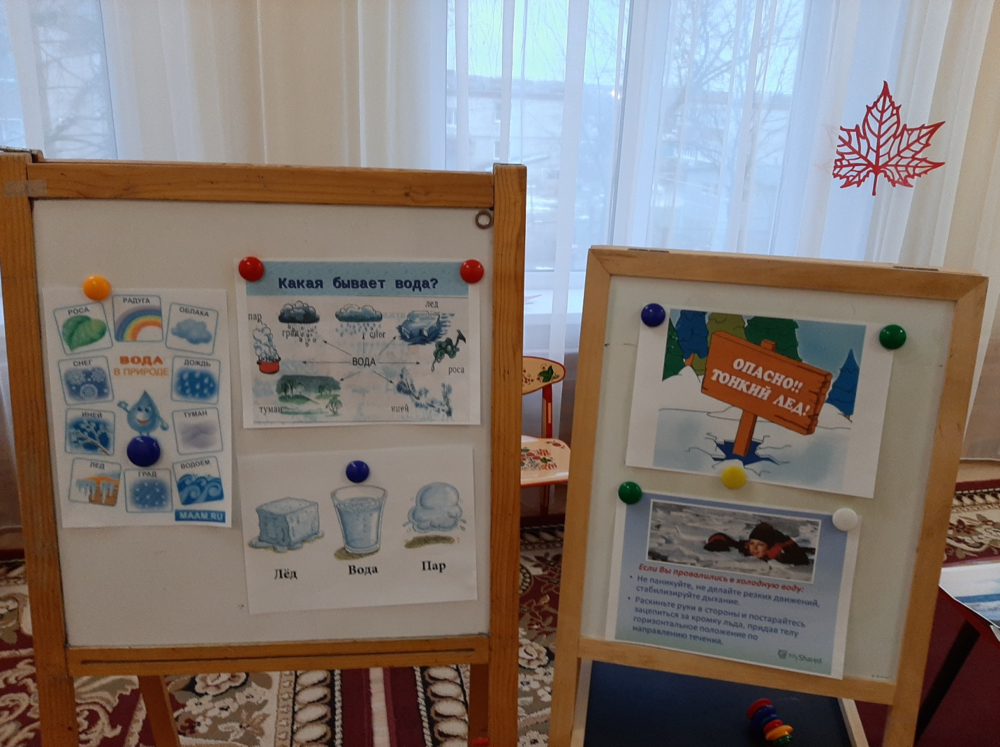 РОСА
РАДУГА
ОБЛАКА
СНЕГ
ВОДА
В ПРИРОДЕ
ДОЖДЬ
ИНЕЙ
ТУМАН
ЛЕД
ГРАД
ВОДОЁМ
MAAM.RU
Какая бывает вода?
пар
град
лед
ВОДА
роса
туман
Лёд
Вода
Пар
ОПАСНО!!
ТОНКИЙ ЛЕД!
Если Вы провалились в холодную воду:
• Не паникуйте, не делайте резких движений,
стабилизируйте дыхание.
• Раскиньте руки в стороны и постарайтесь
зацепиться за кромку льда, придав телу
горизонтальное положение по
направлению течения.
MyShared